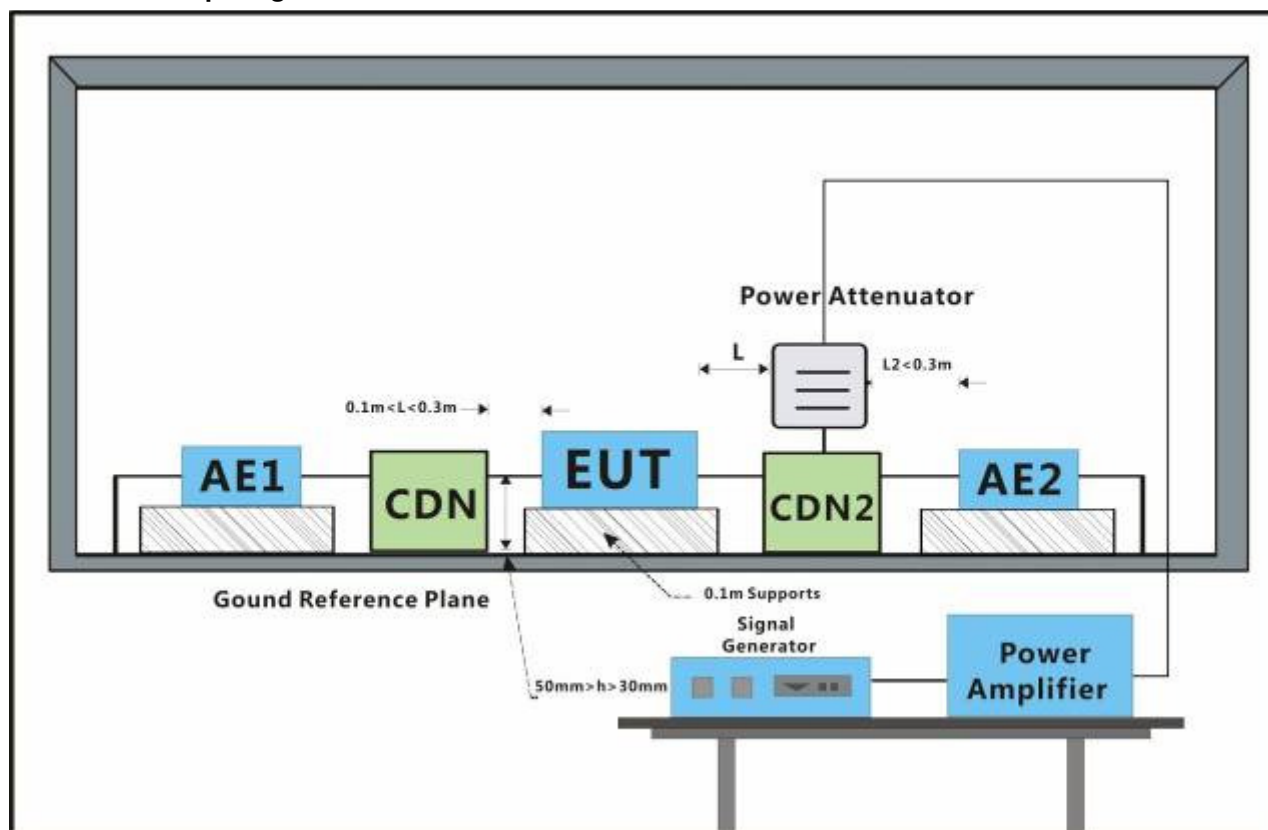 Power Attenuator
L
L2<0.3m
0.1m<L<0.3m
AE1
CDN
EUT
CDN2
AE2
Gound Reference Plane
0.1m Supports
Signal
Generator
50mm>h>30mm
Power
Amplifier